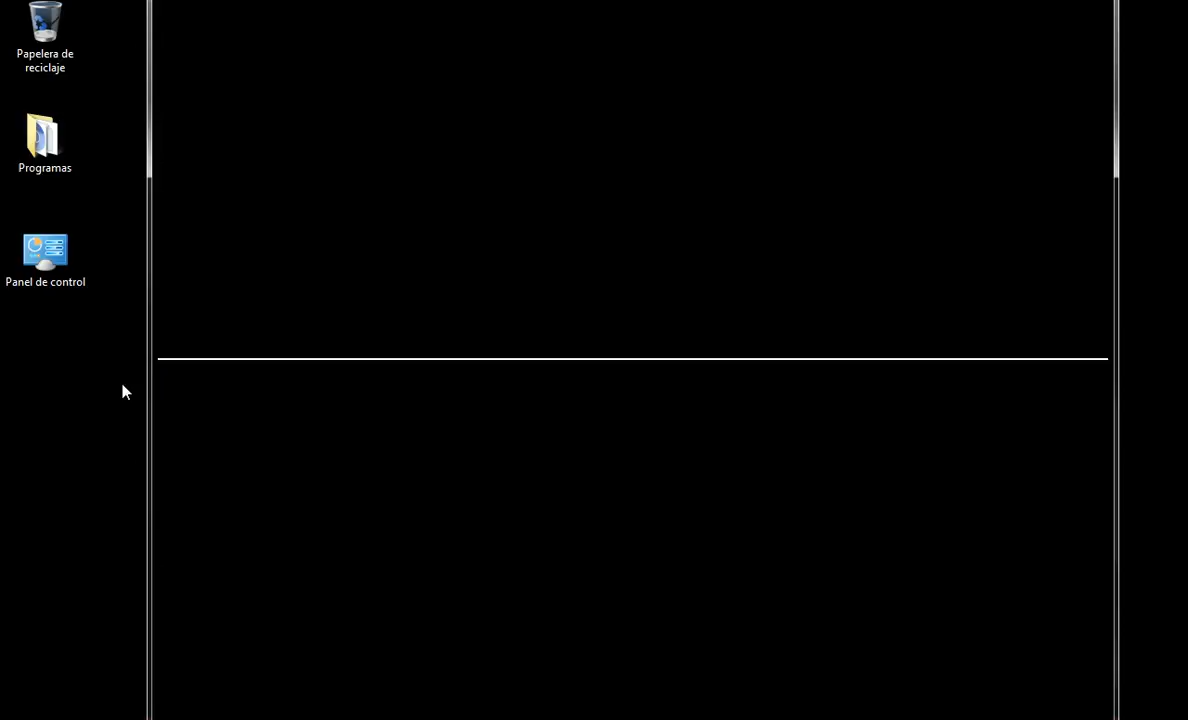 Papelera de
reciclaje
Programas
Panel de control